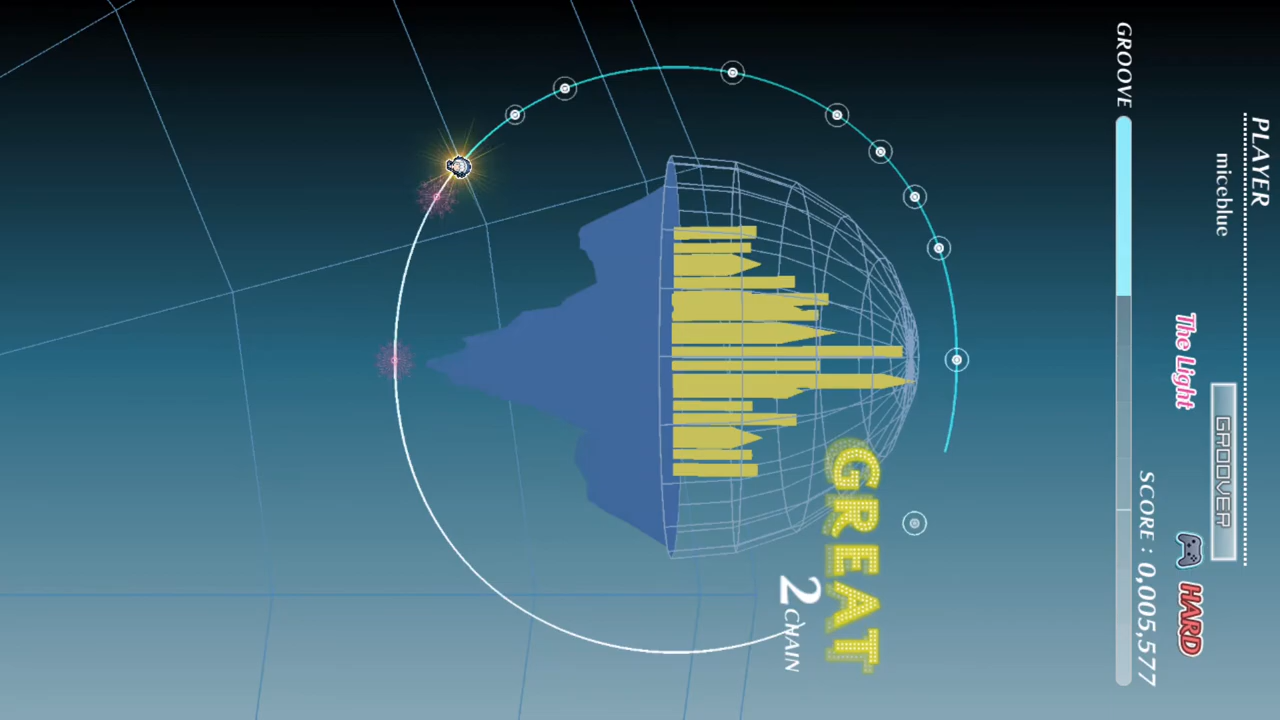 PLAYER
miceblue
GROOVER
The Light
HARD
SCORE : 0,005,577
GROOVE
GREAT
2 CHAIN